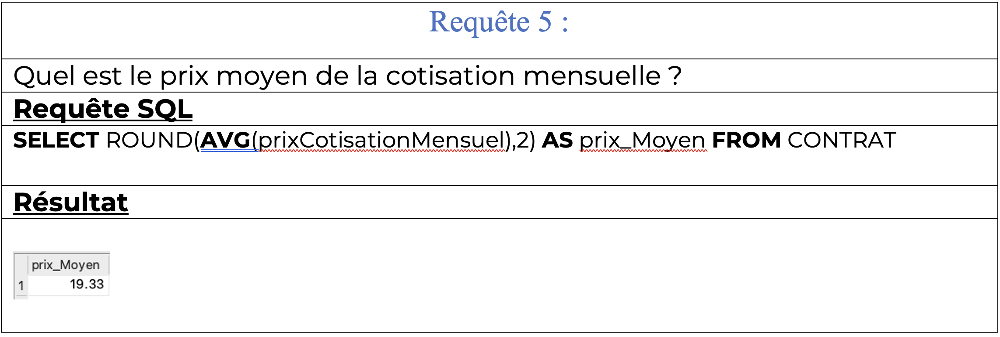 Requête 5 :
Quel est le prix moyen de la cotisation mensuelle ?
Requête SQL
SELECT ROUND(AVG(prixCotisationMensuel),2) AS prix_Moyen FROM CONTRAT
Résultat
prix_Moyen
1 19.33